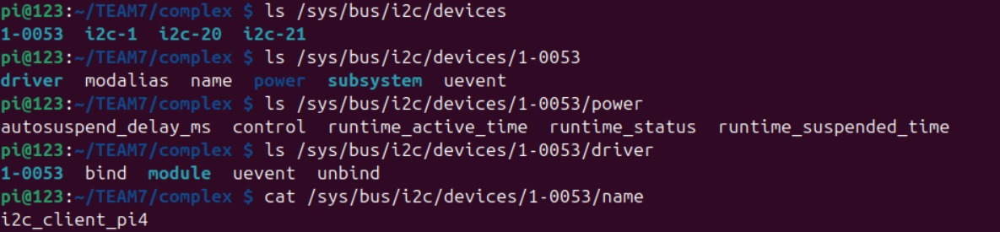 pi@123:~/TEAM7/complex $ ls /sys/bus/i2c/devices
1-0053  i2c-1  i2c-20  i2c-21
pi@123:~/TEAM7/complex $ ls /sys/bus/i2c/devices/1-0053
driver  modalias  name  power  subsystem  uevent
pi@123:~/TEAM7/complex $ ls /sys/bus/i2c/devices/1-0053/power
autosuspend_delay_ms  control  runtime_active_time  runtime_status  runtime_suspended_time
pi@123:~/TEAM7/complex $ ls /sys/bus/i2c/devices/1-0053/driver
1-0053  bind  module  uevent  unbind
pi@123:~/TEAM7/complex $ cat /sys/bus/i2c/devices/1-0053/name
i2c_client_pi4